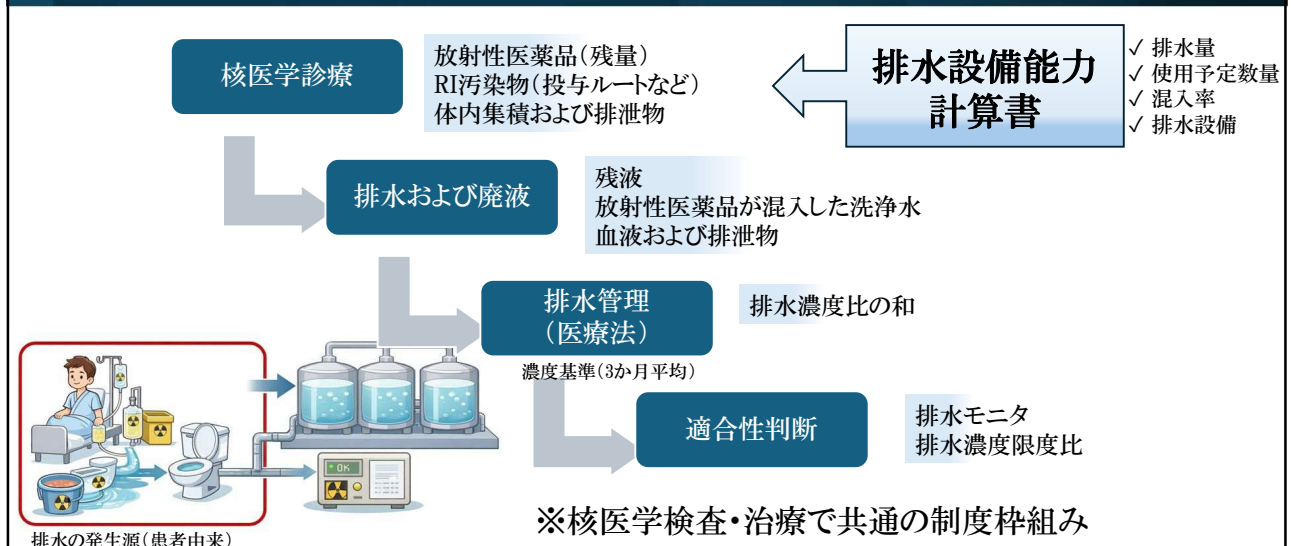 核医学診療
放射性医薬品(残量)
RI汚染物(投与ルートなど)
体内集積および排泄物
排水設備能力
計算書
✓ 排水量
✓ 使用予定数量
✓ 混入率
✓ 排水設備
排水および廃液
残液
放射性医薬品が混入した洗浄水
血液および排泄物
排水管理
(医療法)
排水濃度比の和
濃度基準(3か月平均)
適合性判断
排水モニタ
排水濃度限度比
OK
※核医学検査・治療で共通の制度枠組み
排水の発生源(患者由来)